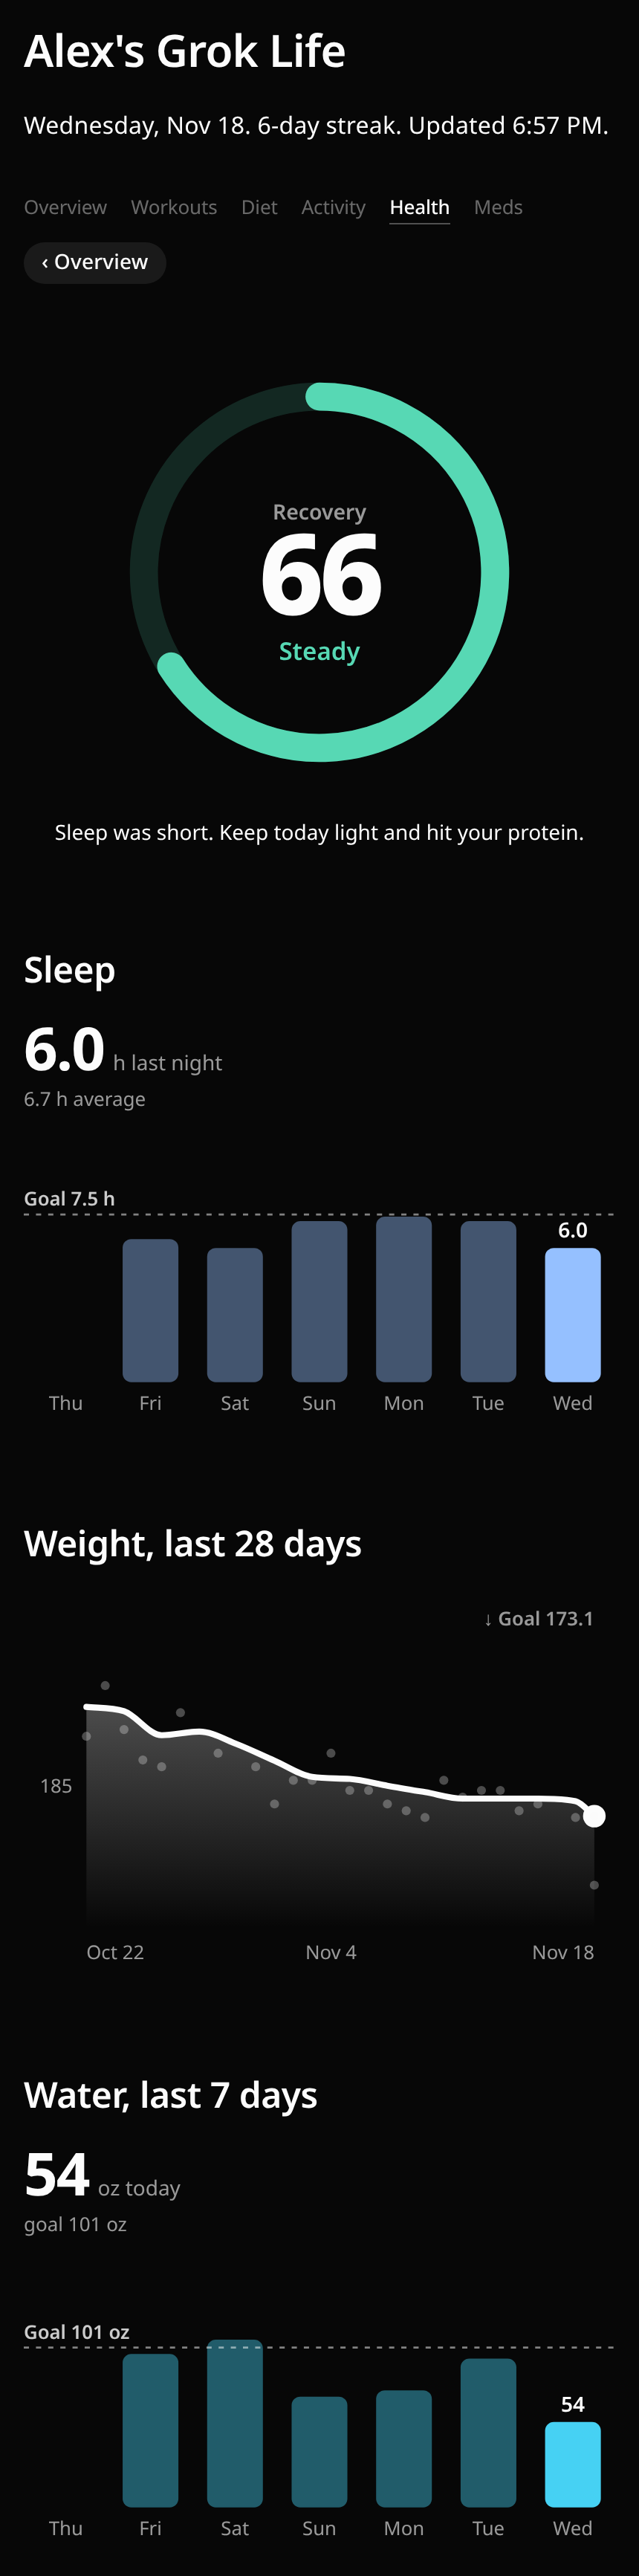 Alex's Grok Life
Wednesday, Nov 18. 6-day streak. Updated 6:57 PM.
Overview Workouts Diet Activity Health Meds
‹ Overview
Recovery
66
Steady
Sleep was short. Keep today light and hit your protein.
Sleep
6.0 h last night
6.7 h average
Goal 7.5 h
6.0
Thu Fri Sat Sun Mon Tue Wed
Weight, last 28 days
↓ Goal 173.1
185
Oct 22 Nov 4 Nov 18
Water, last 7 days
54 oz today
goal 101 oz
Goal 101 oz
54
Thu Fri Sat Sun Mon Tue Wed